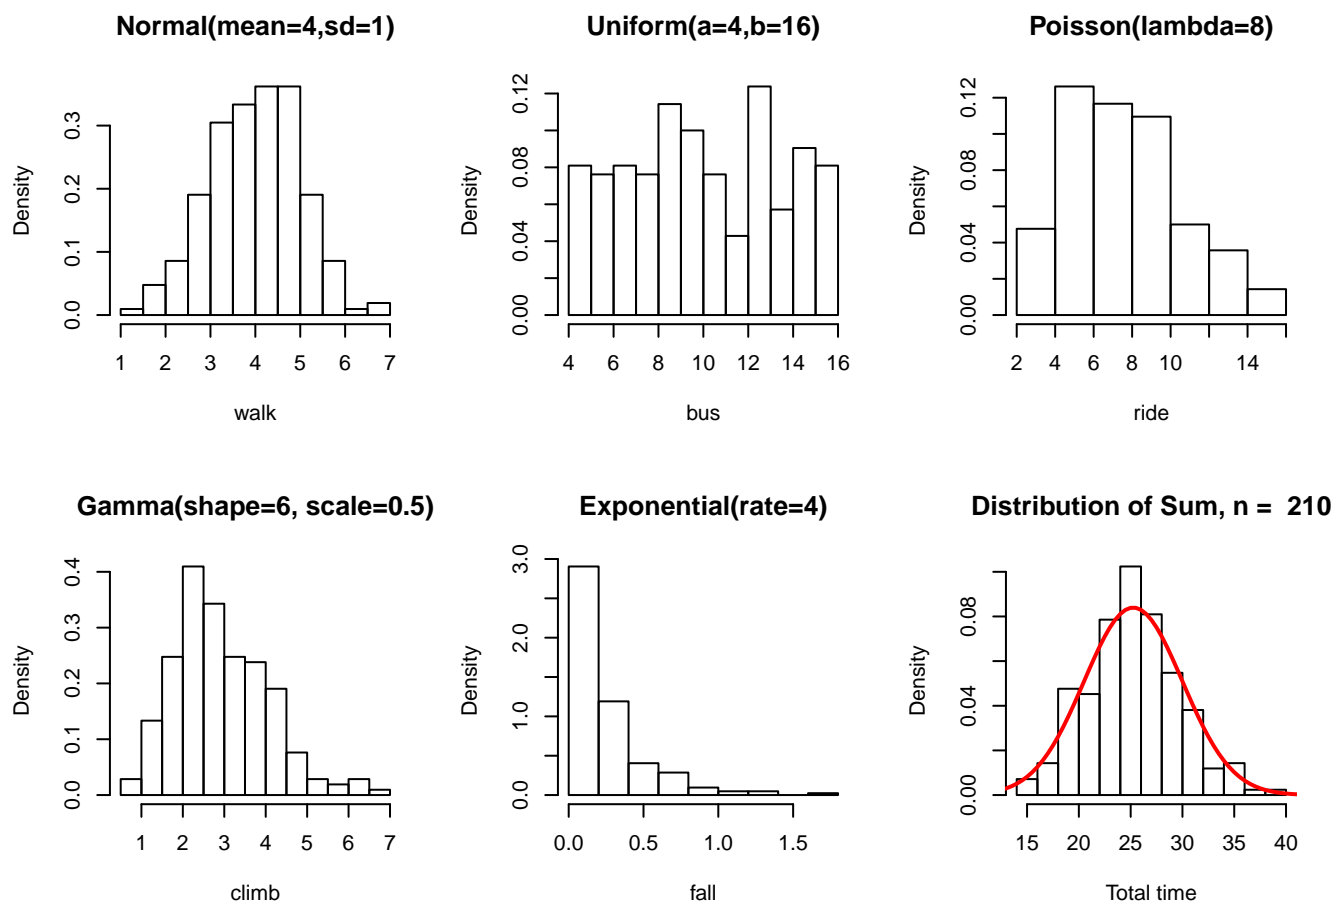 Normal(mean=4,sd=1)
Density
0.0 0.1 0.2 0.3
1 2 3 4 5 6 7
walk
Uniform(a=4,b=16)
Density
0.00 0.04 0.08 0.12
4 6 8 10 12 14 16
bus
Poisson(lambda=8)
Density
0.00 0.04 0.08 0.12
2 4 6 8 10 14
ride
Gamma(shape=6, scale=0.5)
Density
0.0 0.1 0.2 0.3 0.4
1 2 3 4 5 6 7
climb
Exponential(rate=4)
Density
0.0 1.0 2.0 3.0
0.0 0.5 1.0 1.5
fall
Distribution of Sum, n =  210
Density
0.00 0.04 0.08
15 20 25 30 35 40
Total time